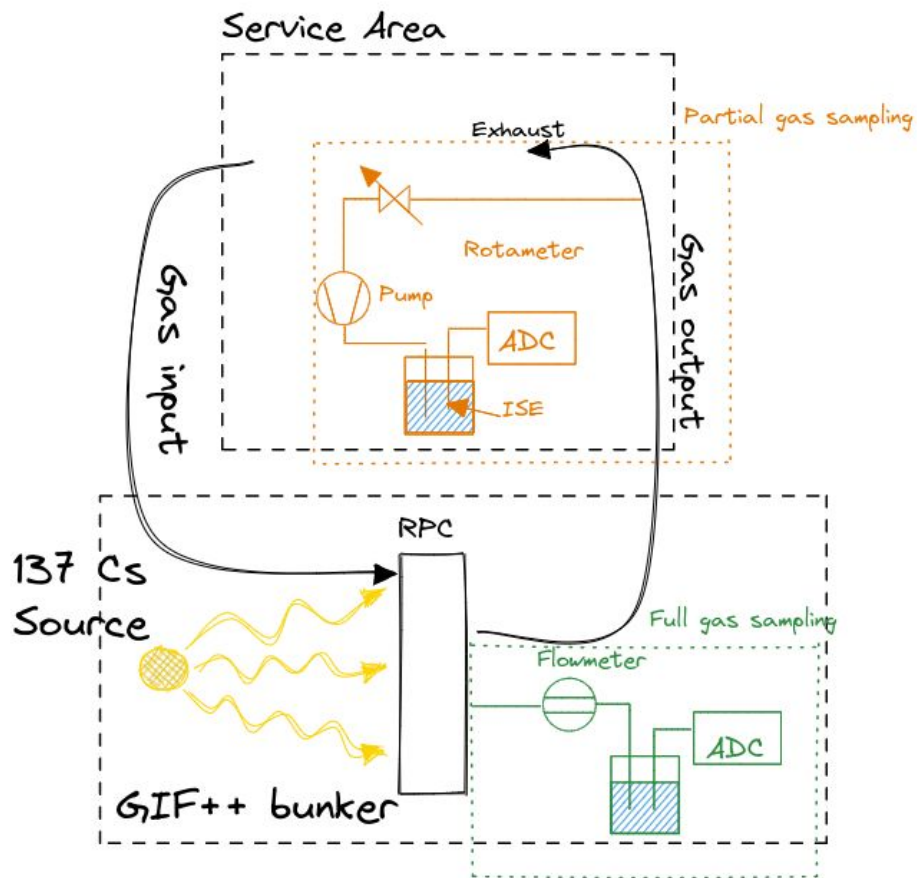 Service Area
Partial gas sampling
Exhaust
Rotameter
Gas input
Gas output
Pump
ADC
ISE
RPC
137 Cs
Source
Full gas sampling
Flowmeter
ADC
GIF++ bunker